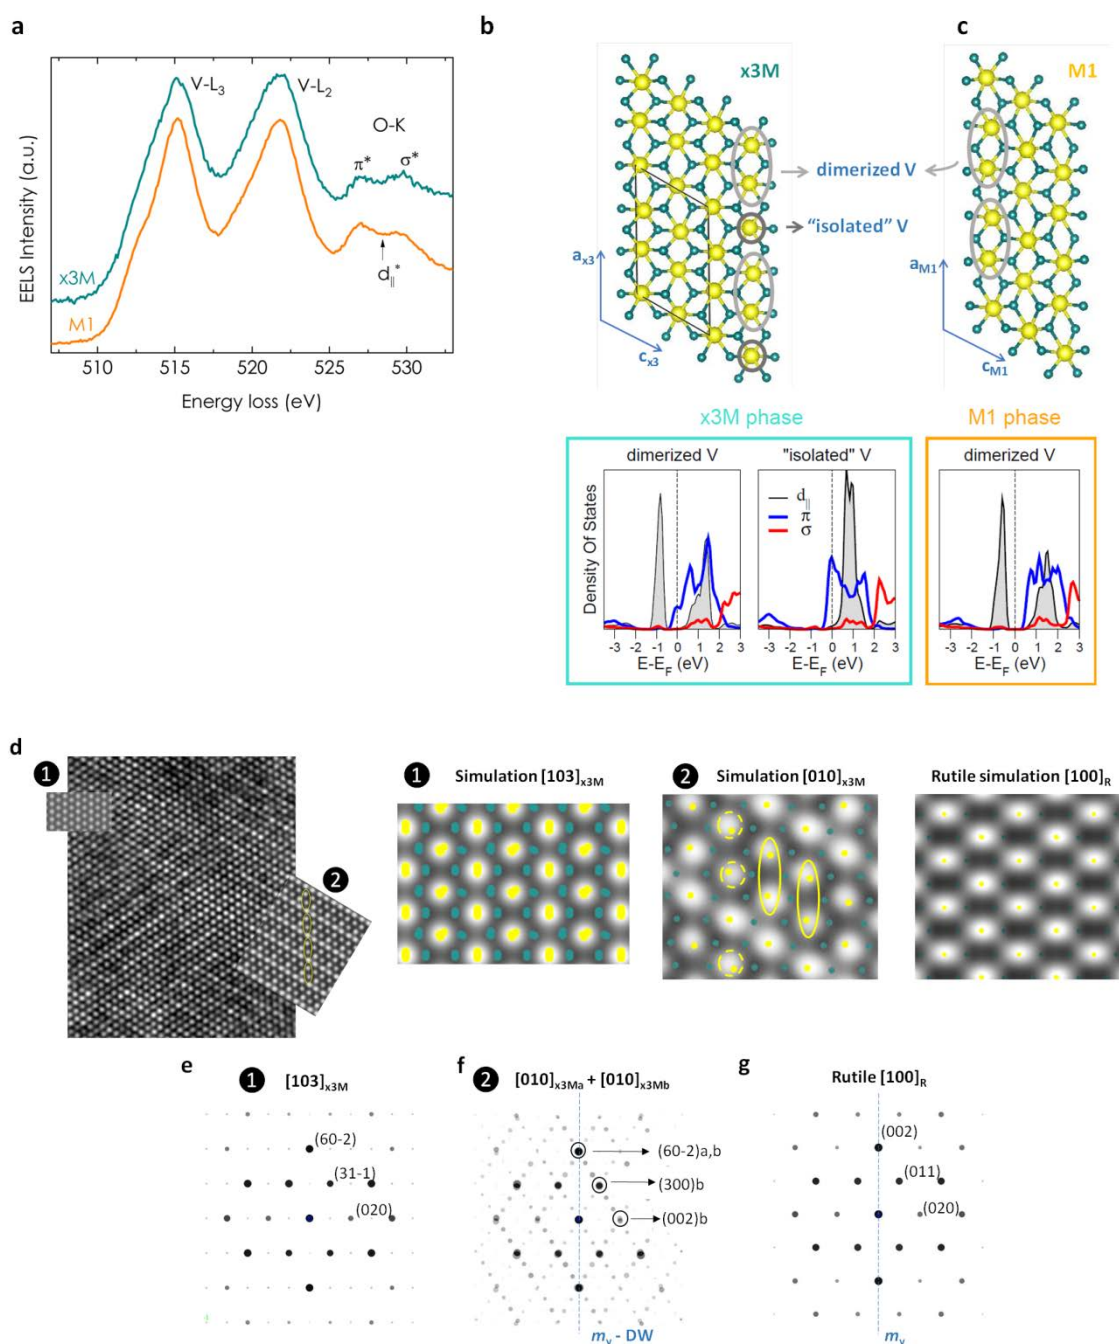 a
EELS Intensity (a.u.)
V-L3
V-L2
O-K
π*
σ*
d||*
x3M
M1
510 515 520 525 530
Energy loss (eV)
b
x3M
dimerized V
"isolated" V
ax3
cx3
c
M1
aM1
cM1
x3M phase
M1 phase
dimerized V
"isolated" V
dimerized V
Density Of States
d||
π
σ
-3 -2 -1 0 1 2 3
-3 -2 -1 0 1 2 3
-3 -2 -1 0 1 2 3
E-EF (eV)
E-EF (eV)
E-EF (eV)
d
1
2
1 Simulation [103]x3M
2 Simulation [010]x3M
Rutile simulation [100]R
e
1 [103]x3M
(60-2)
(31-1)
(020)
f
2 [010]x3Ma + [010]x3Mb
(60-2)a,b
(300)b
(002)b
mv - DW
g
Rutile [100]R
(002)
(011)
(020)
mv